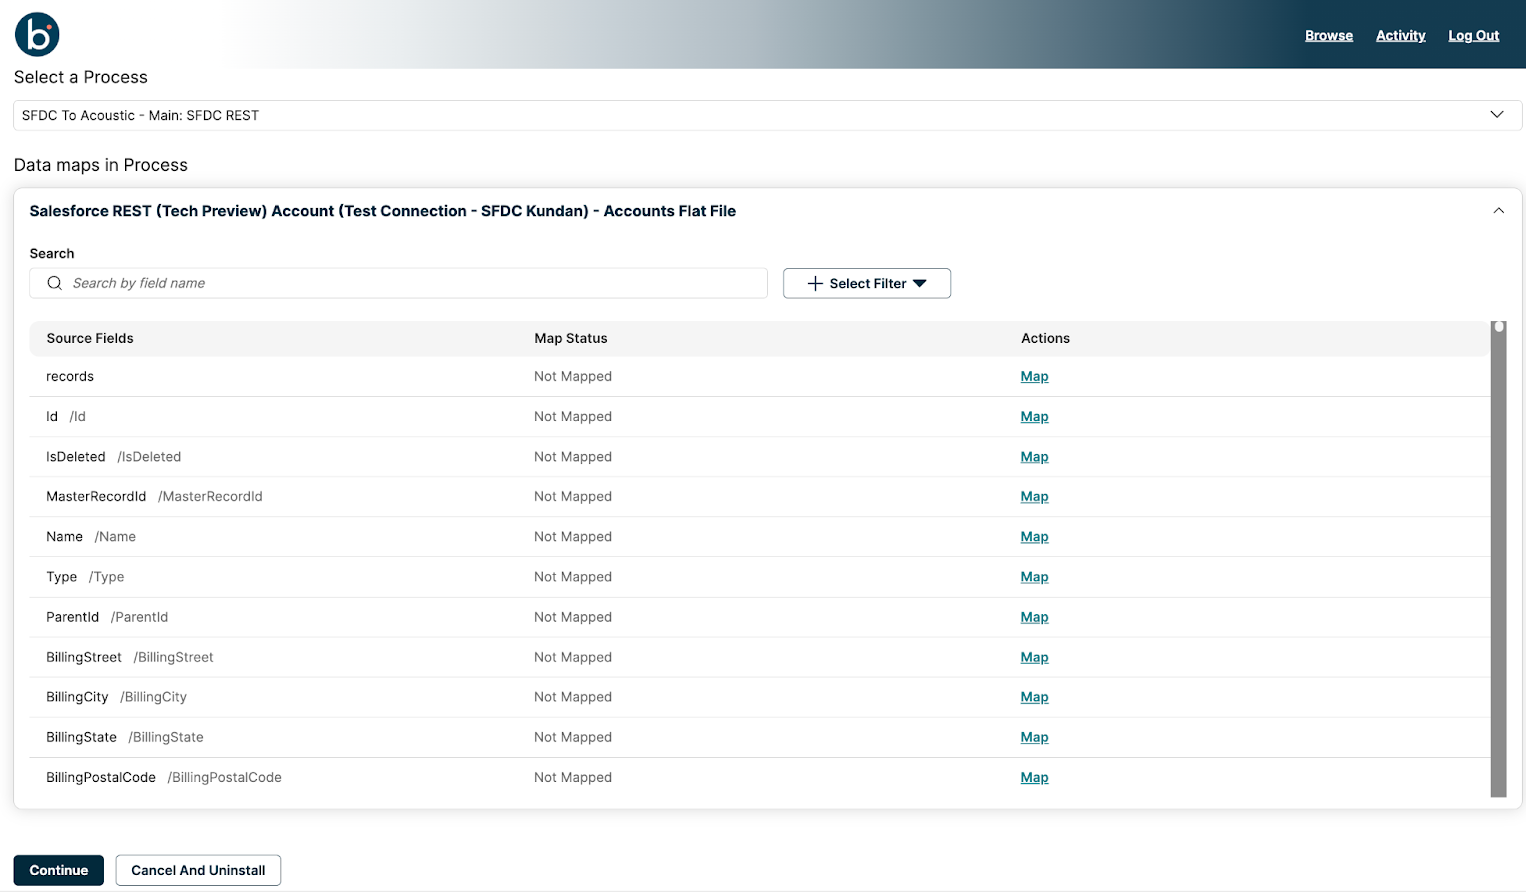 b
Browse Activity Log Out
Select a Process
SFDC To Acoustic - Main: SFDC REST
Data maps in Process
Salesforce REST (Tech Preview) Account (Test Connection - SFDC Kundan) - Accounts Flat File
Search
Search by field name
Select Filter
Source Fields Map Status Actions
records Not Mapped Map
Id /Id Not Mapped Map
IsDeleted /IsDeleted Not Mapped Map
MasterRecordId /MasterRecordId Not Mapped Map
Name /Name Not Mapped Map
Type /Type Not Mapped Map
ParentId /ParentId Not Mapped Map
BillingStreet /BillingStreet Not Mapped Map
BillingCity /BillingCity Not Mapped Map
BillingState /BillingState Not Mapped Map
BillingPostalCode /BillingPostalCode Not Mapped Map
Continue Cancel And Uninstall